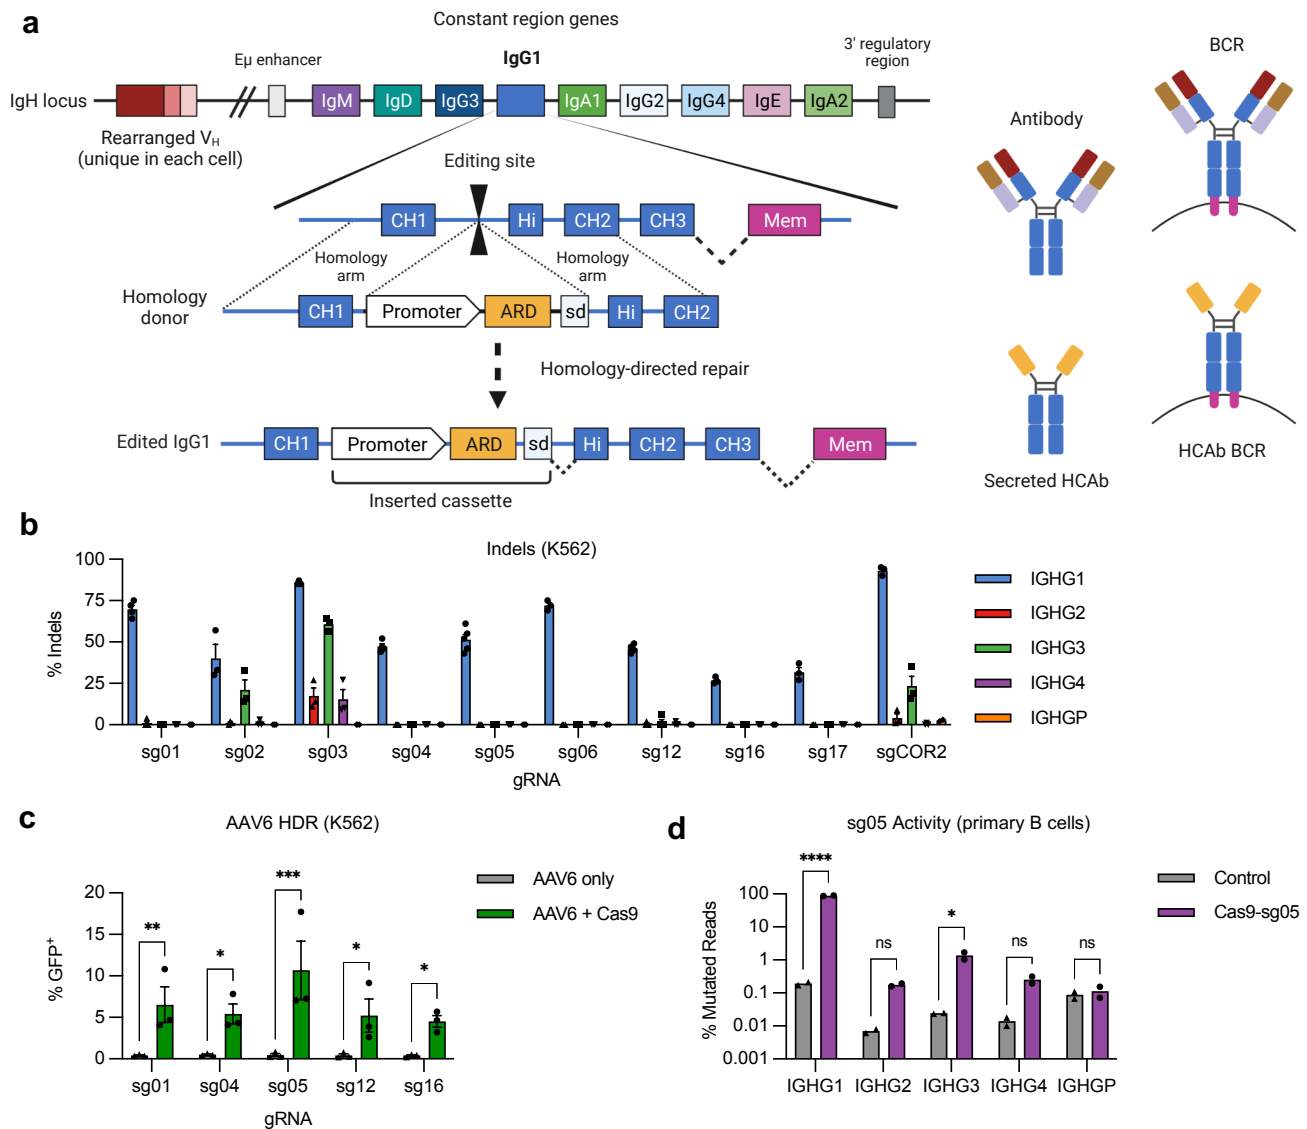 a
Constant region genes
Eµ enhancer
IgG1
3' regulatory
region
BCR
IgH locus
IgM
IgD
IgG3
IgA1
IgG2
IgG4
IgE
IgA2
Rearranged VH
(unique in each cell)
Antibody
Editing site
CH1
Hi
CH2
CH3
Mem
Homology
arm
Homology
arm
Homology
donor
CH1
Promoter
ARD
sd
Hi
CH2
Homology-directed repair
Edited IgG1
CH1
Promoter
ARD
sd
Hi
CH2
CH3
Mem
Inserted cassette
Secreted HCAb
HCAb BCR
b
Indels (K562)
% Indels
100
75
50
25
0
sg01
sg02
sg03
sg04
sg05
sg06
sg12
sg16
sg17
sgCOR2
gRNA
IGHG1
IGHG2
IGHG3
IGHG4
IGHGP
c
AAV6 HDR (K562)
% GFP+
20
15
10
5
0
**
*
***
*
*
sg01
sg04
sg05
sg12
sg16
gRNA
AAV6 only
AAV6 + Cas9
d
sg05 Activity (primary B cells)
% Mutated Reads
100
10
1
0.1
0.01
0.001
****
ns
*
ns
ns
IGHG1
IGHG2
IGHG3
IGHG4
IGHGP
Control
Cas9-sg05